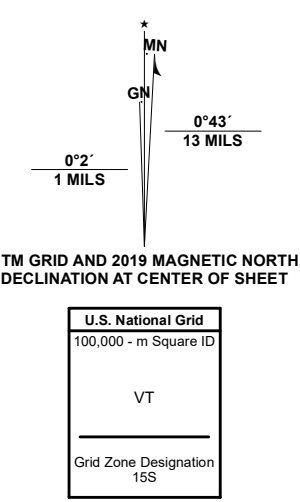 ★
MN
GN
0°43´
13 MILS
0°2´
1 MILS
TM GRID AND 2019 MAGNETIC NORTH
DECLINATION AT CENTER OF SHEET
U.S. National Grid
100,000 - m Square ID
VT
Grid Zone Designation
15S